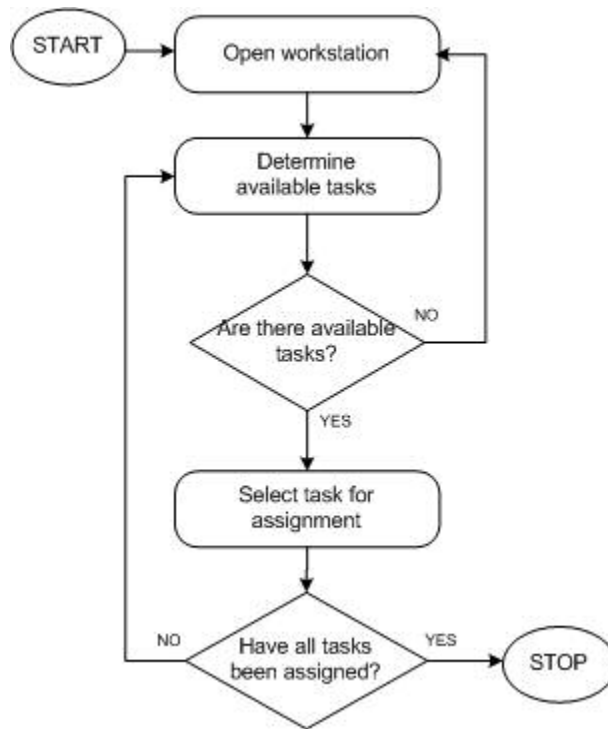 START
Open workstation
Determine
available tasks
Are there available
tasks?
NO
YES
Select task for
assignment
Have all tasks
been assigned?
NO
YES
STOP